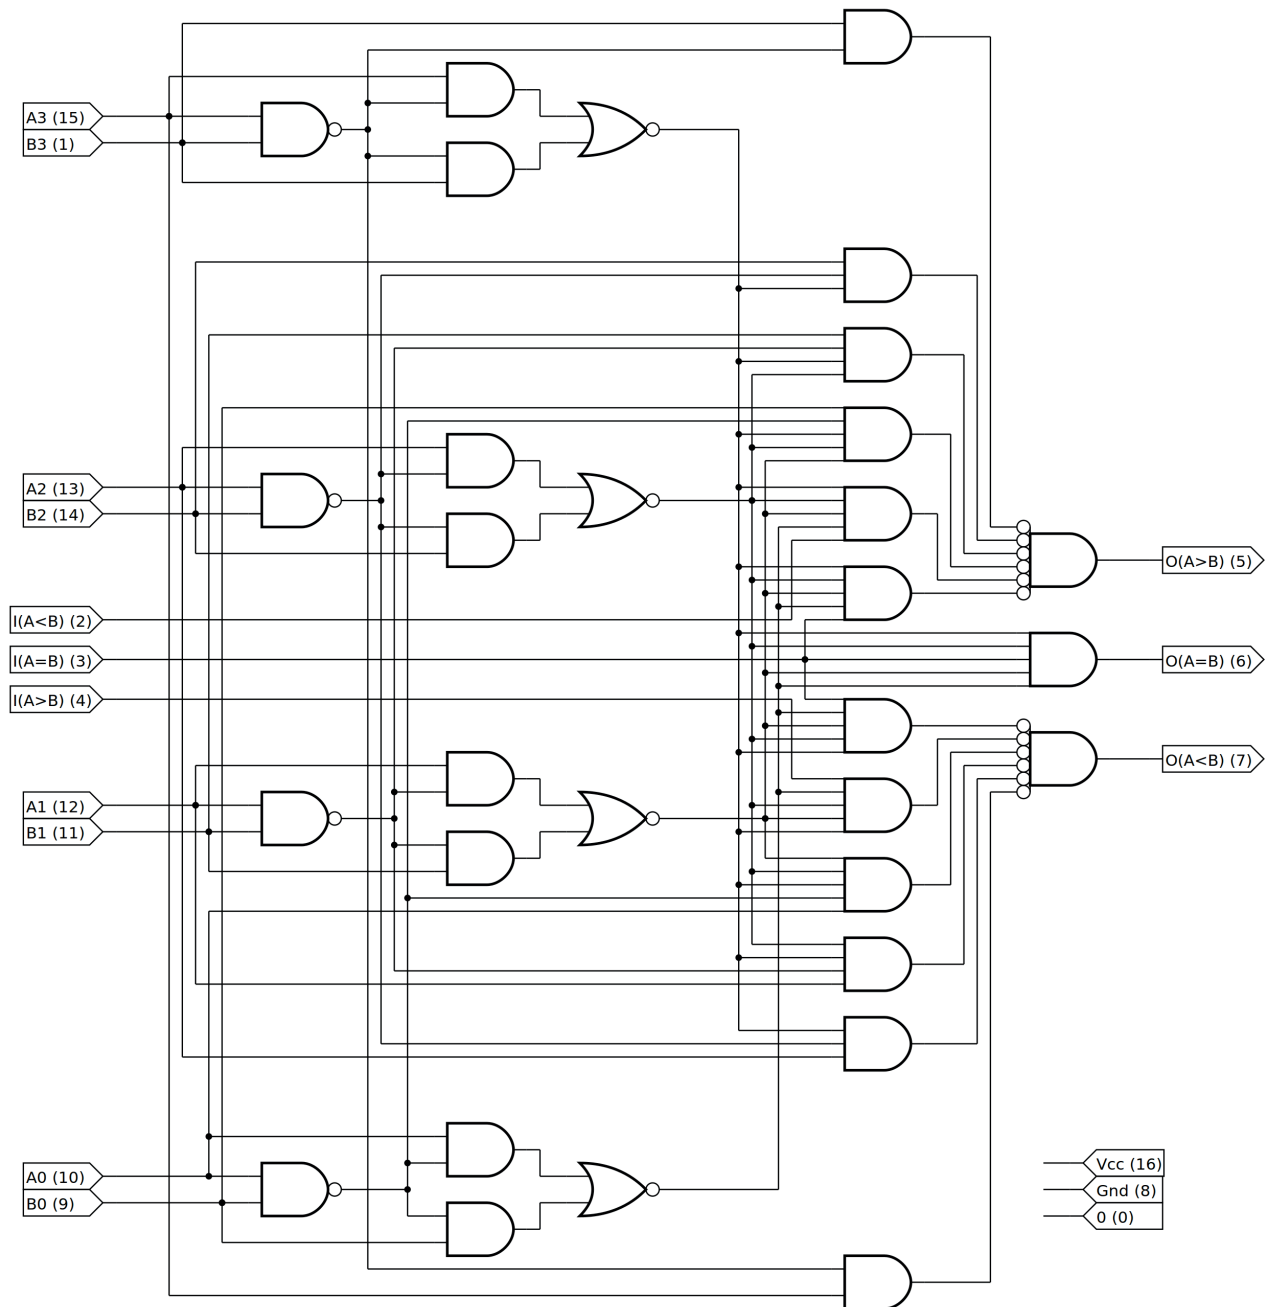 A3 (15)
B3 (1)
A2 (13)
B2 (14)
O(A>B) (5)
I(A<B) (2)
I(A=B) (3)
O(A=B) (6)
I(A>B) (4)
O(A<B) (7)
A1 (12)
B1 (11)
A0 (10)
B0 (9)
Vcc (16)
Gnd (8)
0 (0)